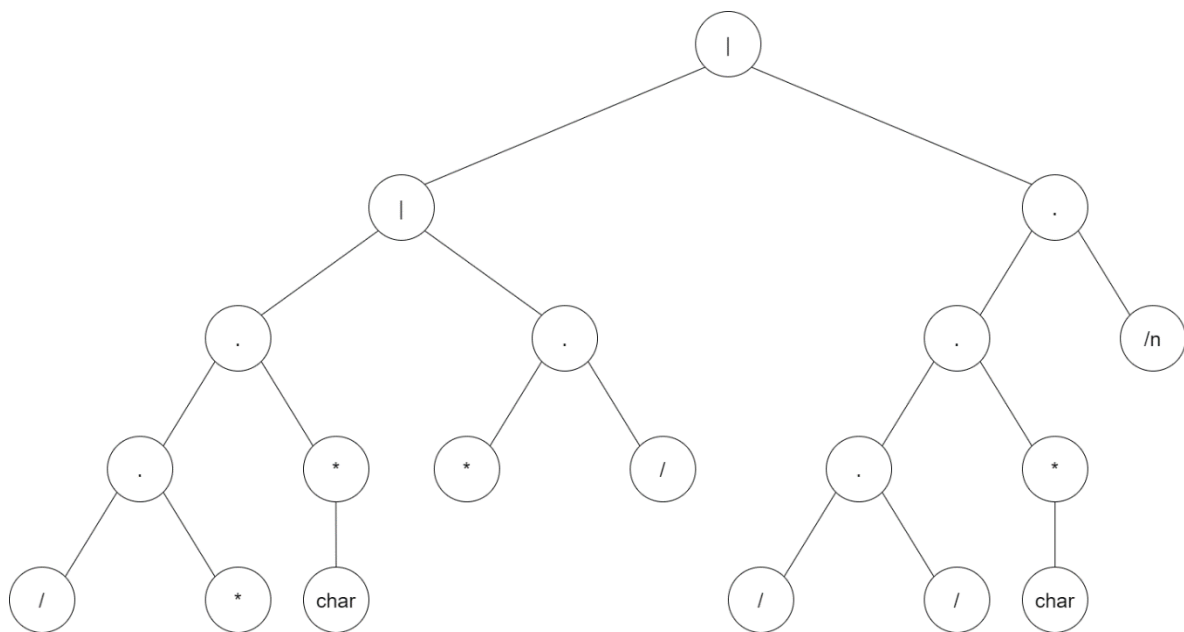 |
| .
. . . /n
. * * / . *
/ * char / / char